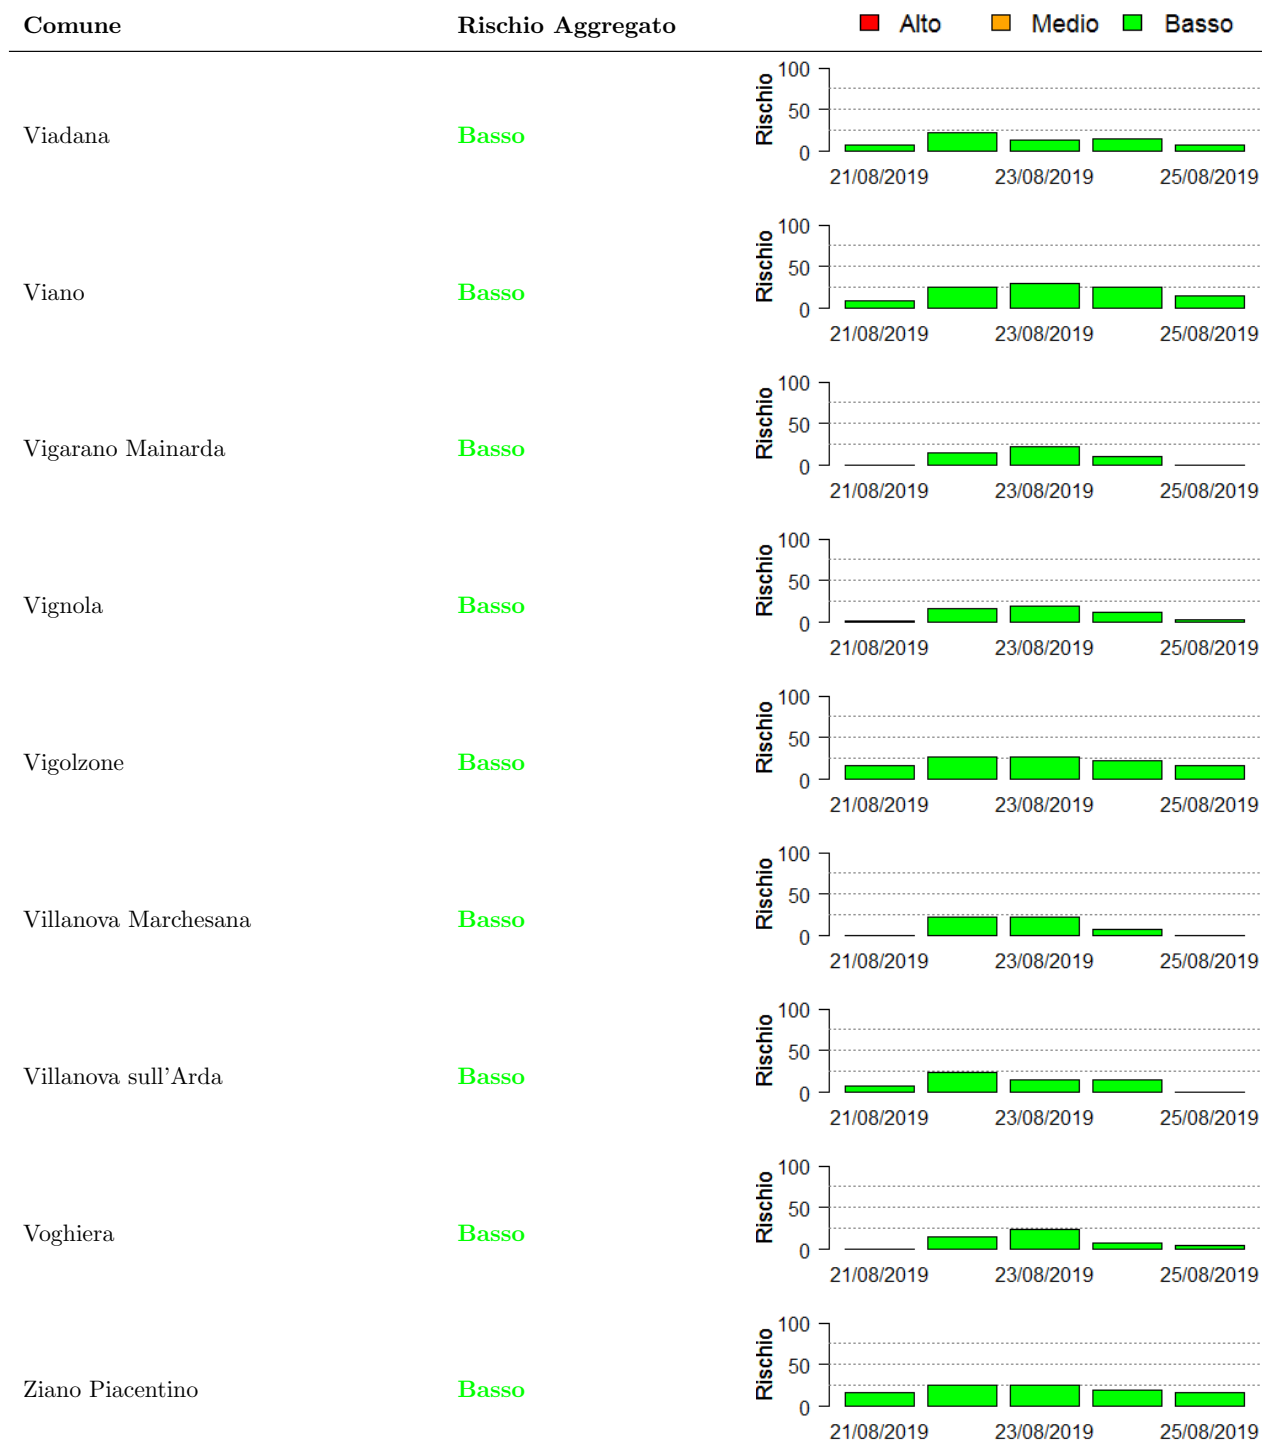 Comune Rischio Aggregato Alto Medio Basso
Viadana Basso
Rischio
100
50
0
21/08/2019 23/08/2019 25/08/2019
Viano Basso
Rischio
100
50
0
21/08/2019 23/08/2019 25/08/2019
Vigarano Mainarda Basso
Rischio
100
50
0
21/08/2019 23/08/2019 25/08/2019
Vignola Basso
Rischio
100
50
0
21/08/2019 23/08/2019 25/08/2019
Vigolzone Basso
Rischio
100
50
0
21/08/2019 23/08/2019 25/08/2019
Villanova Marchesana Basso
Rischio
100
50
0
21/08/2019 23/08/2019 25/08/2019
Villanova sull'Arda Basso
Rischio
100
50
0
21/08/2019 23/08/2019 25/08/2019
Voghiera Basso
Rischio
100
50
0
21/08/2019 23/08/2019 25/08/2019
Ziano Piacentino Basso
Rischio
100
50
0
21/08/2019 23/08/2019 25/08/2019